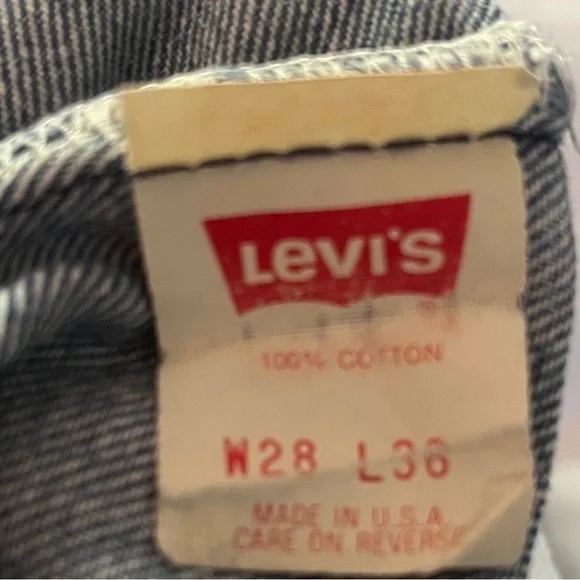 Levi's
100% COTTON
W28 L36
MADE IN U.S.A.
CARE ON REVERSE